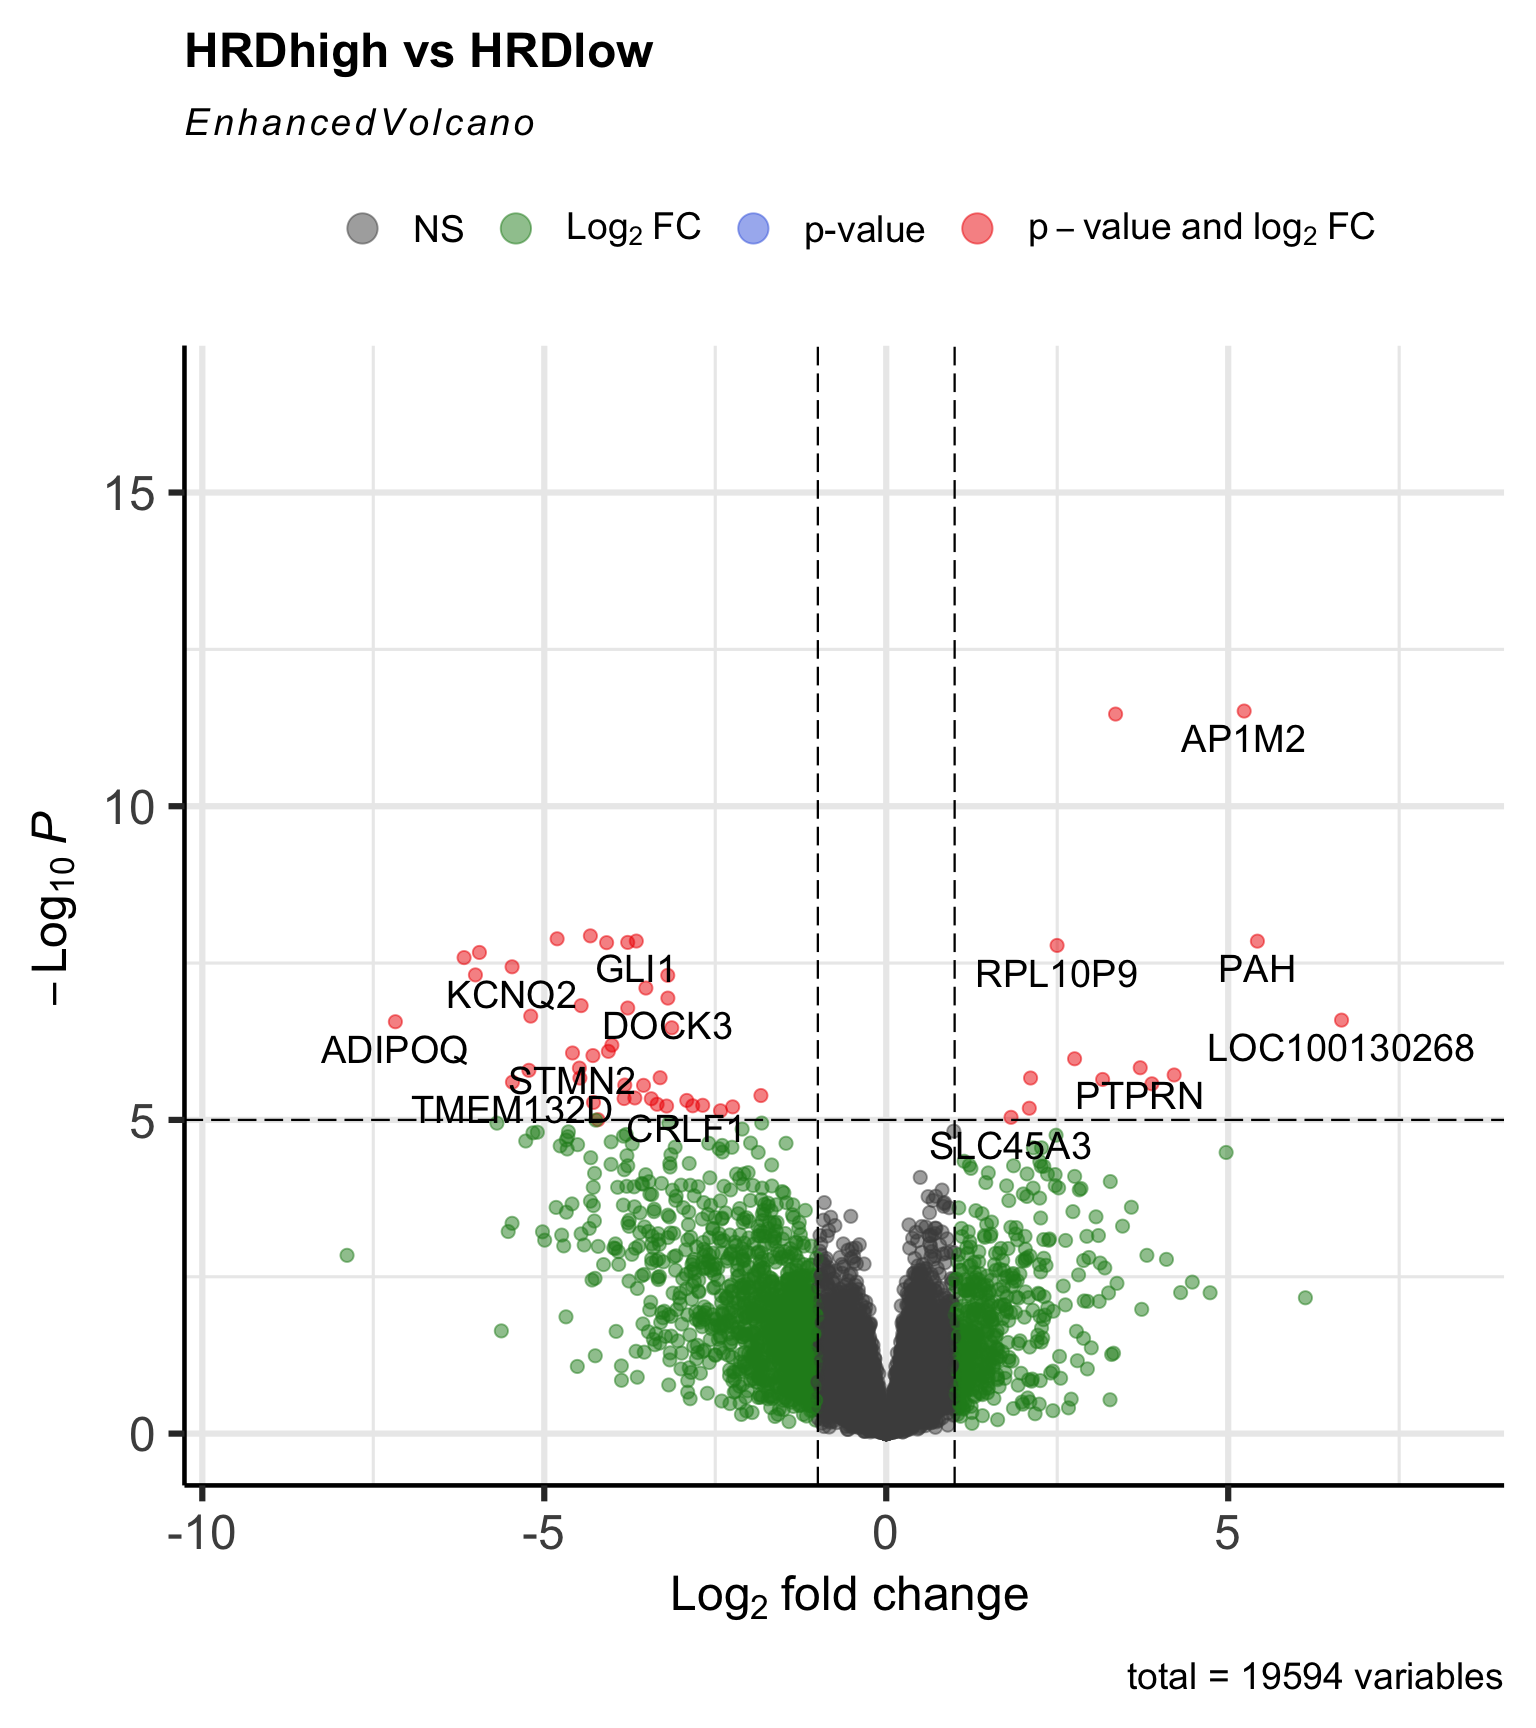 HRDhigh vs HRDlow
EnhancedVolcano
NS Log₂ FC p-value p – value and log₂ FC
15
AP1M2
10
GLI1 RPL10P9 PAH
KCNQ2
DOCK3
ADIPOQ LOC100130268
STMN2 PTPRN
TMEM132D
5
CRLF1 SLC45A3
0
–Log₁₀ P
-10 -5 0 5
Log₂ fold change
total = 19594 variables